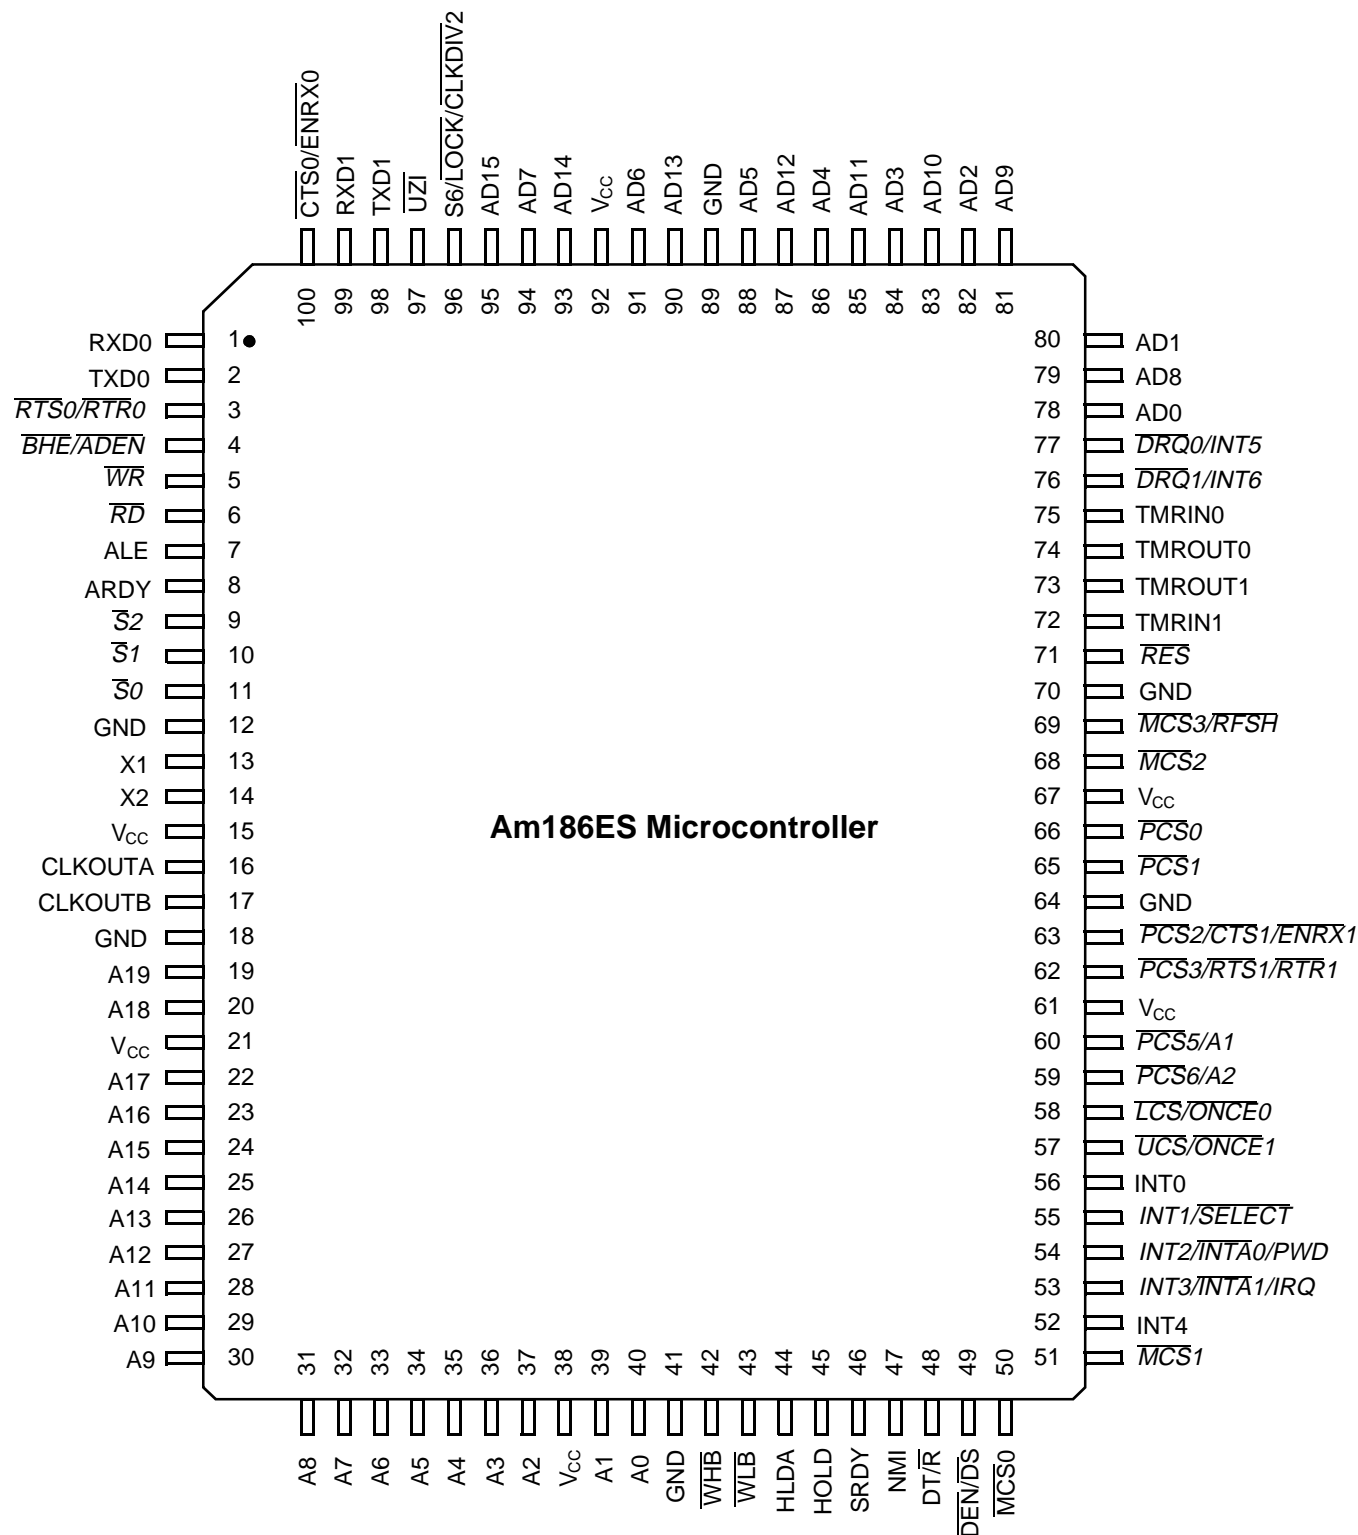 CTS0/ENRX0
RXD1
TXD1
UZI
S6/LOCK/CLKDIV2
AD15
AD7
AD14
VCC
AD6
AD13
GND
AD5
AD12
AD4
AD11
AD3
AD10
AD2
AD9
100
99
98
97
96
95
94
93
92
91
90
89
88
87
86
85
84
83
82
81
RXD0 1
TXD0 2
RTS0/RTR0 3
BHE/ADEN 4
WR 5
RD 6
ALE 7
ARDY 8
S2 9
S1 10
S0 11
GND 12
X1 13
X2 14
VCC 15
CLKOUTA 16
CLKOUTB 17
GND 18
A19 19
A18 20
VCC 21
A17 22
A16 23
A15 24
A14 25
A13 26
A12 27
A11 28
A10 29
A9 30
Am186ES Microcontroller
80 AD1
79 AD8
78 AD0
77 DRQ0/INT5
76 DRQ1/INT6
75 TMRIN0
74 TMROUT0
73 TMROUT1
72 TMRIN1
71 RES
70 GND
69 MCS3/RFSH
68 MCS2
67 VCC
66 PCS0
65 PCS1
64 GND
63 PCS2/CTS1/ENRX1
62 PCS3/RTS1/RTR1
61 VCC
60 PCS5/A1
59 PCS6/A2
58 LCS/ONCE0
57 UCS/ONCE1
56 INT0
55 INT1/SELECT
54 INT2/INTA0/PWD
53 INT3/INTA1/IRQ
52 INT4
51 MCS1
31
32
33
34
35
36
37
38
39
40
41
42
43
44
45
46
47
48
49
50
A8
A7
A6
A5
A4
A3
A2
VCC
A1
A0
GND
WHB
WLB
HLDA
HOLD
SRDY
NMI
DT/R
DEN/DS
MCS0